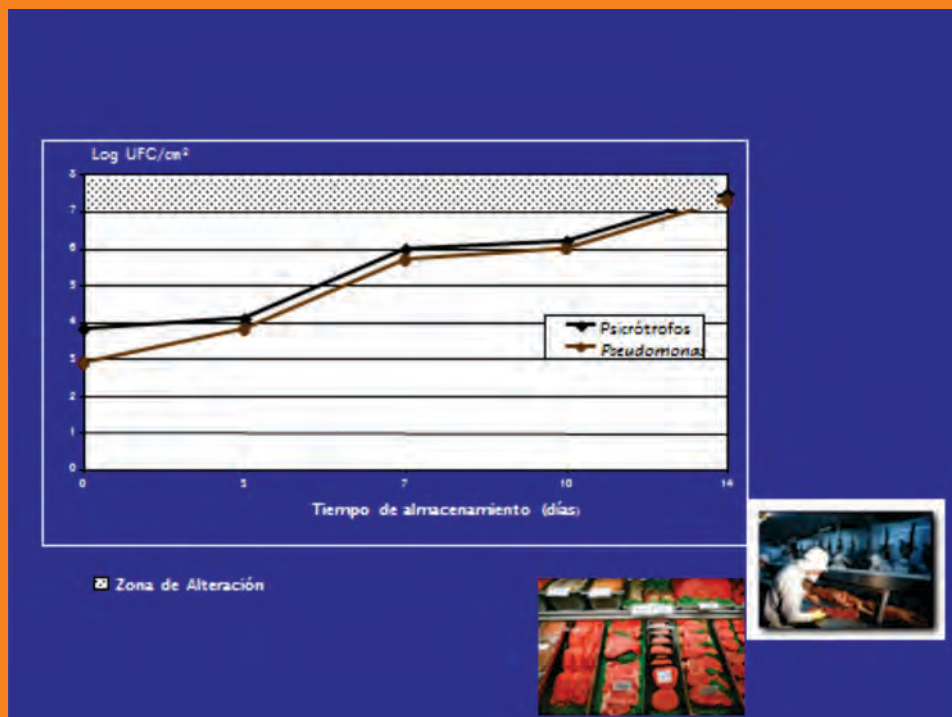 Log UFC/cm²
8
7
6
5
4
3
2
1
0
Psicrótrofos
Pseudomonas
0 3 7 10 14
Tiempo de almacenamiento (días)
Zona de Alteración